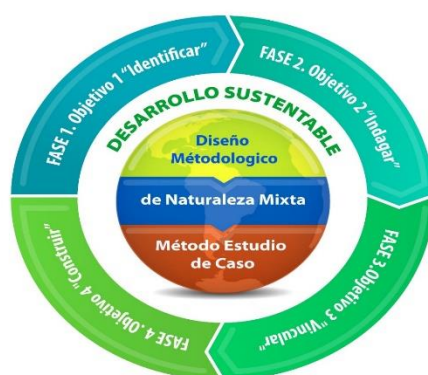 FASE 1. Objetivo 1 "Identificar"
FASE 2. Objetivo 2 "Indagar"
FASE 3.Objetivo 3 "Vincular"
FASE 4. Objetivo 4 "Construir"
DESARROLLO SUSTENTABLE
Diseño
Métodologico
de Naturaleza Mixta
Método Estudio
de Caso